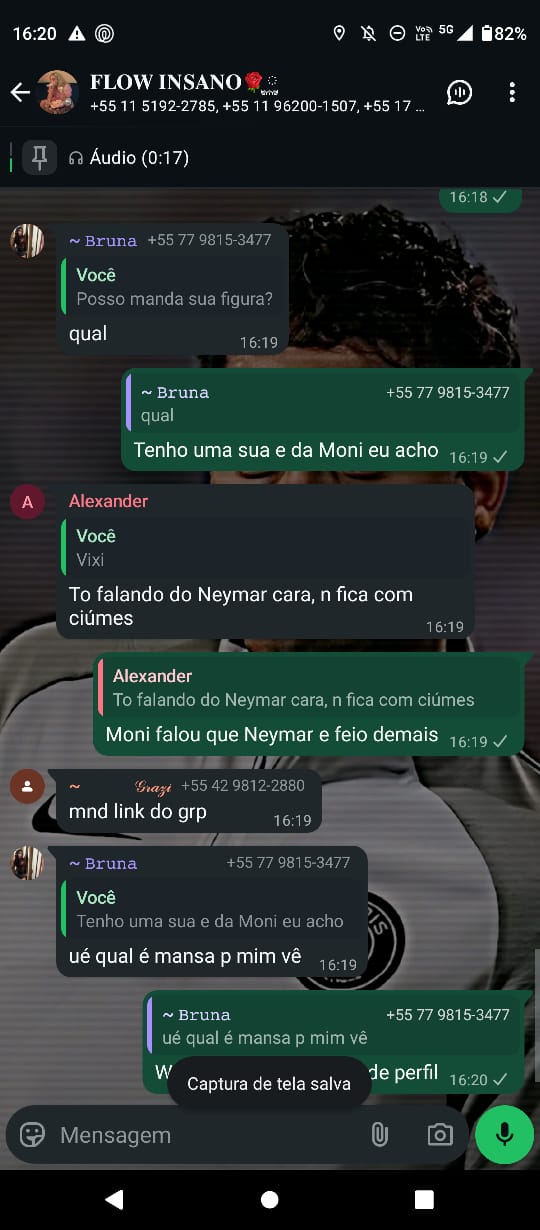 16:20
VoLTE 5G 82%
FLOW INSANO🌹
+55 11 5192-2785, +55 11 96200-1507, +55 17 ...
Áudio (0:17)
16:18
~ Bruna +55 77 9815-3477
Você
Posso manda sua figura?
qual
16:19
~ Bruna +55 77 9815-3477
qual
Tenho uma sua e da Moni eu acho 16:19
A
Alexander
Você
Vixi
To falando do Neymar cara, n fica com
ciúmes
16:19
Alexander
To falando do Neymar cara, n fica com ciúmes
Moni falou que Neymar e feio demais 16:19
~ Grazi +55 42 9812-2880
mnd link do grp
16:19
~ Bruna +55 77 9815-3477
Você
Tenho uma sua e da Moni eu acho
ué qual é mansa p mim vê 16:19
~ Bruna +55 77 9815-3477
ué qual é mansa p mim vê
de perfil 16:20
Captura de tela salva
Mensagem